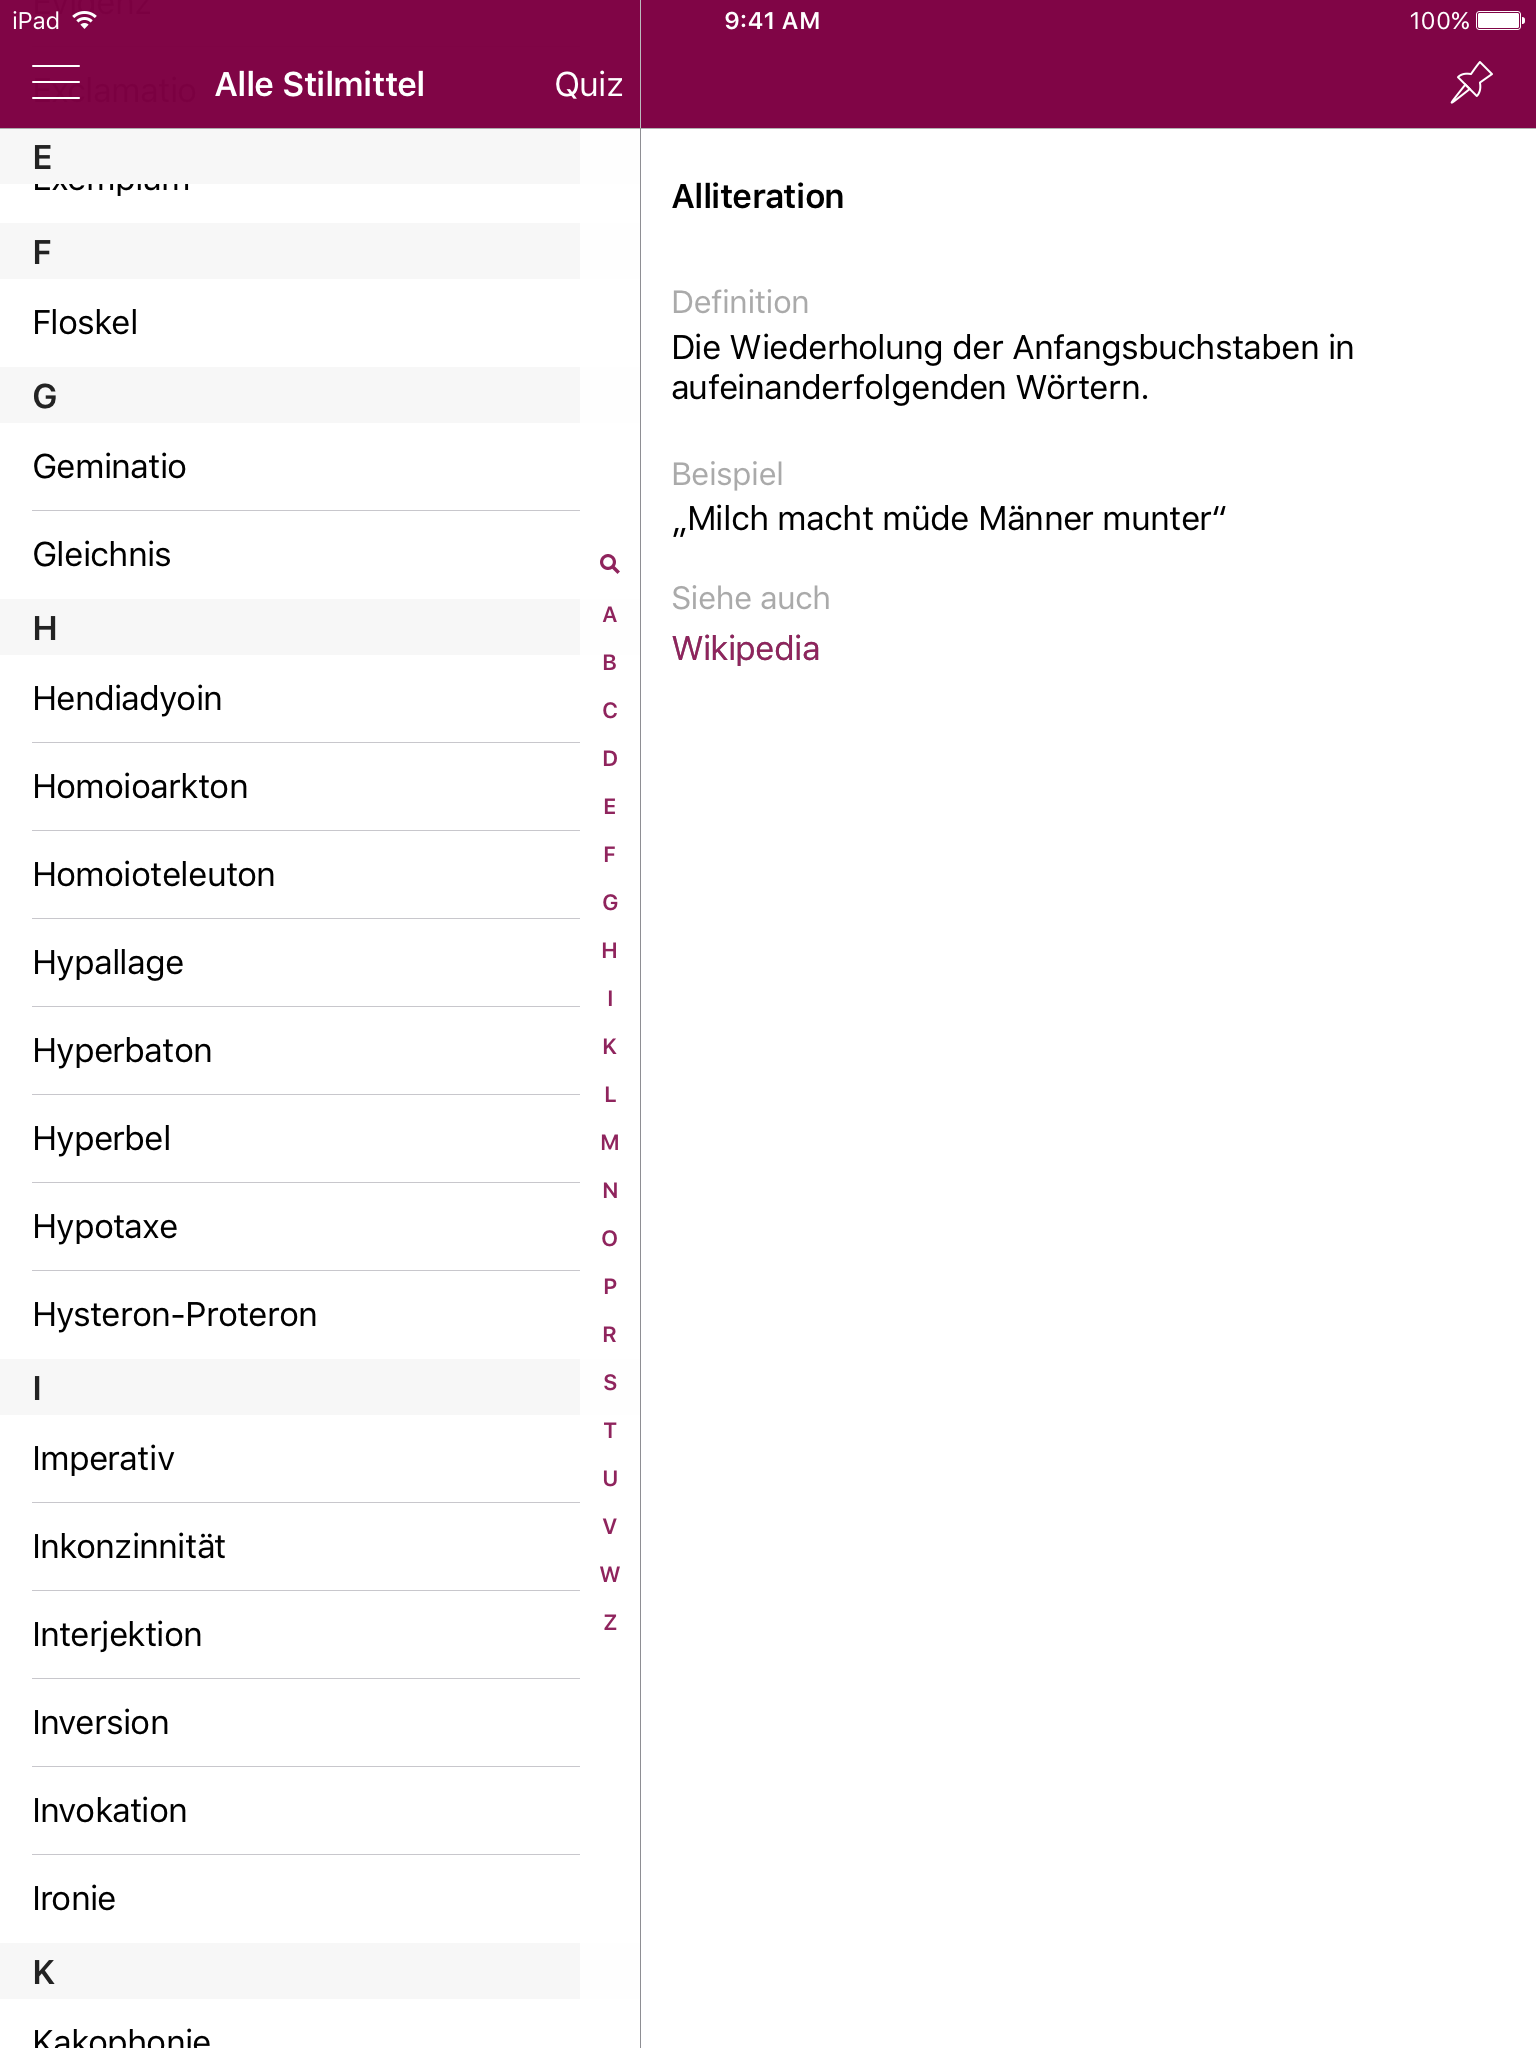 iPad
9:41 AM
100%
Alle Stilmittel
Quiz
E
Exemplum
F
Floskel
G
Geminatio
Gleichnis
H
Hendiadyoin
Homoioarkton
Homoioteleuton
Hypallage
Hyperbaton
Hyperbel
Hypotaxe
Hysteron-Proteron
I
Imperativ
Inkonzinnität
Interjektion
Inversion
Invokation
Ironie
K
Kakophonie
A
B
C
D
E
F
G
H
I
K
L
M
N
O
P
R
S
T
U
V
W
Z
Alliteration
Definition
Die Wiederholung der Anfangsbuchstaben in
aufeinanderfolgenden Wörtern.
Beispiel
„Milch macht müde Männer munter“
Siehe auch
Wikipedia